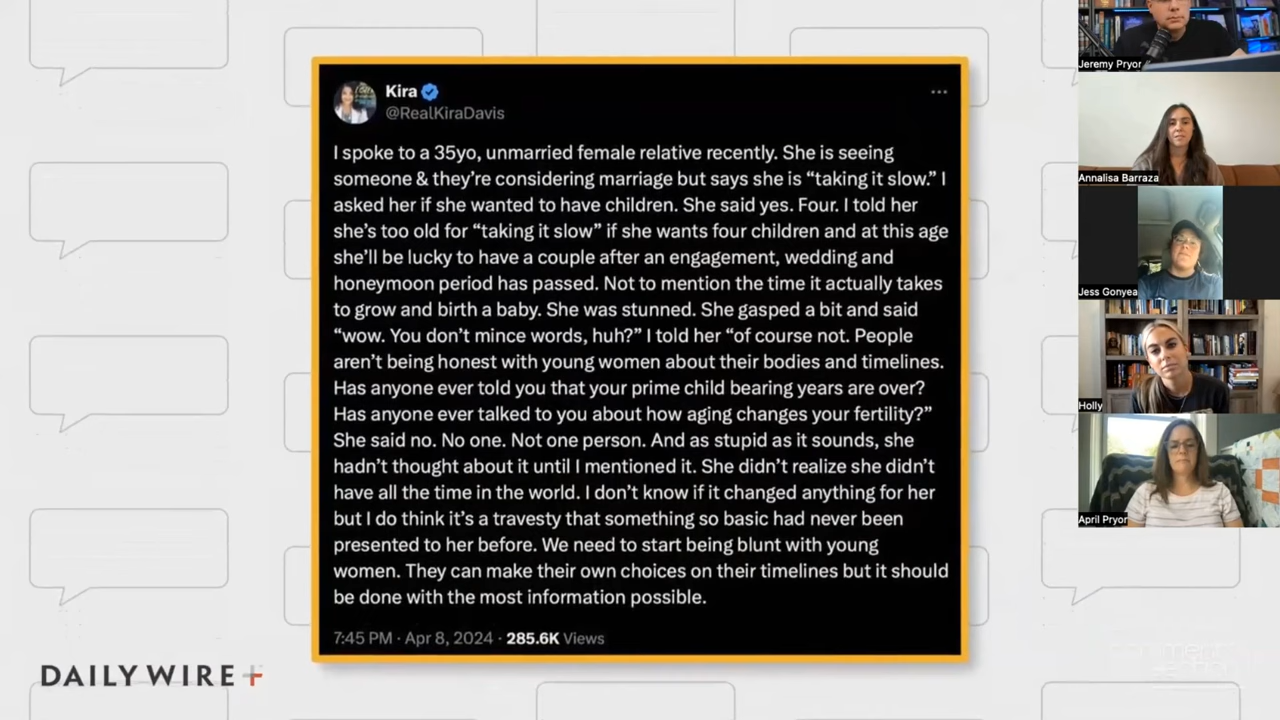 Kira
@RealKiraDavis
I spoke to a 35yo, unmarried female relative recently. She is seeing
someone & they're considering marriage but says she is “taking it slow.” I
asked her if she wanted to have children. She said yes. Four. I told her
she's too old for “taking it slow” if she wants four children and at this age
she'll be lucky to have a couple after an engagement, wedding and
honeymoon period has passed. Not to mention the time it actually takes
to grow and birth a baby. She was stunned. She gasped a bit and said
“wow. You don't mince words, huh?” I told her “of course not. People
aren't being honest with young women about their bodies and timelines.
Has anyone ever told you that your prime child bearing years are over?
Has anyone ever talked to you about how aging changes your fertility?”
She said no. No one. Not one person. And as stupid as it sounds, she
hadn't thought about it until I mentioned it. She didn't realize she didn't
have all the time in the world. I don't know if it changed anything for her
but I do think it's a travesty that something so basic had never been
presented to her before. We need to start being blunt with young
women. They can make their own choices on their timelines but it should
be done with the most information possible.
7:45 PM · Apr 8, 2024 · 285.6K Views
DAILYWIRE+
Jeremy Pryor
Annalisa Barraza
Jess Gonyea
Holly
April Pryor